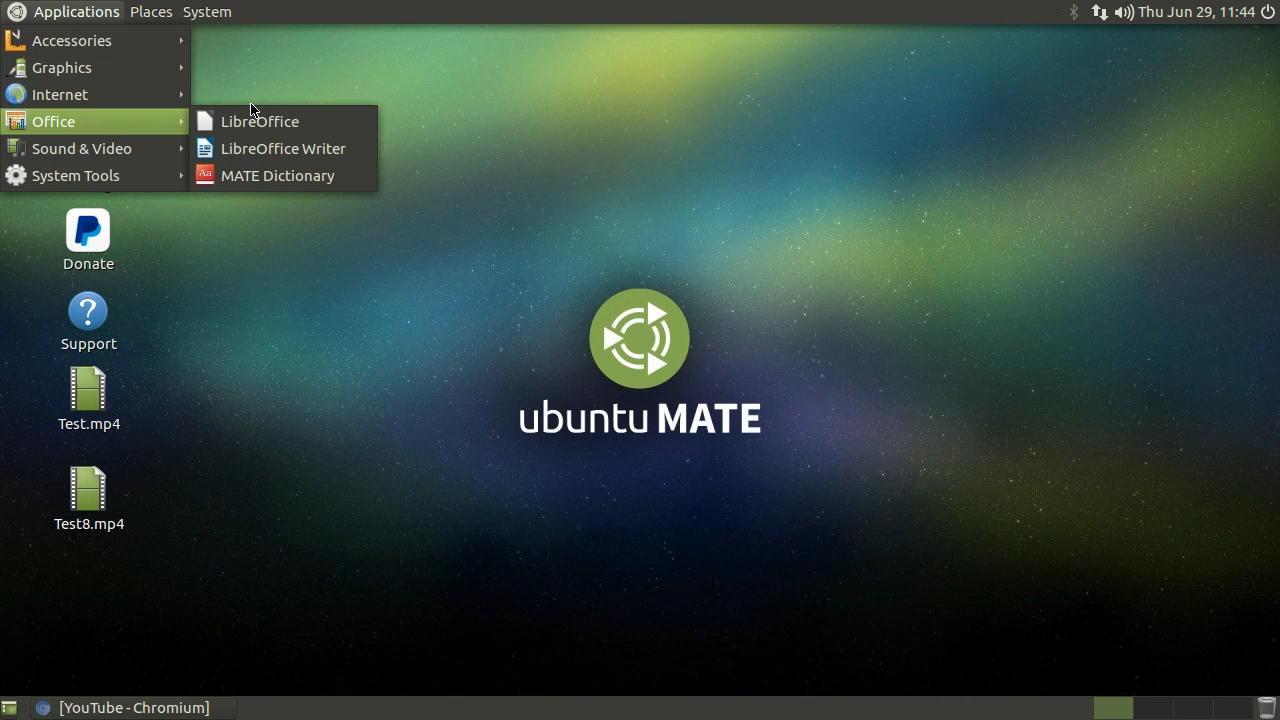 Applications Places System
Thu Jun 29, 11:44
Accessories
Graphics
Internet
Office
Sound & Video
System Tools
LibreOffice
LibreOffice Writer
Aa MATE Dictionary
Donate
Support
Test.mp4
Test8.mp4
ubuntu MATE
[YouTube - Chromium]